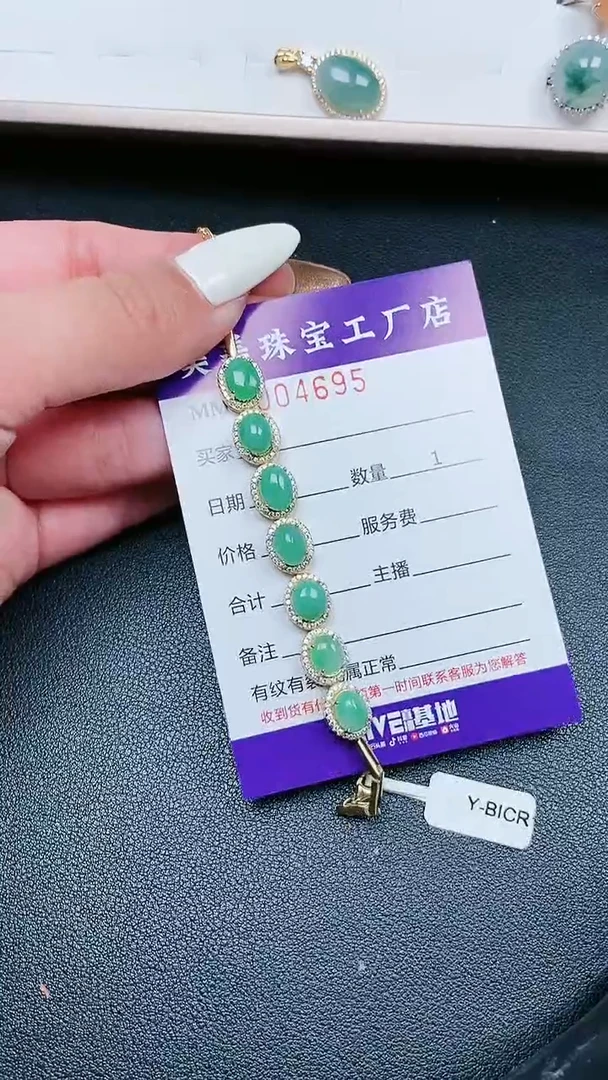 珠宝工厂店
004695
买家
日期 数量 1
价格 服务费
合计 主播
备注
有纹有 属正常
收到货有 第一时间联系客服为您解答
基地
Y-BICR